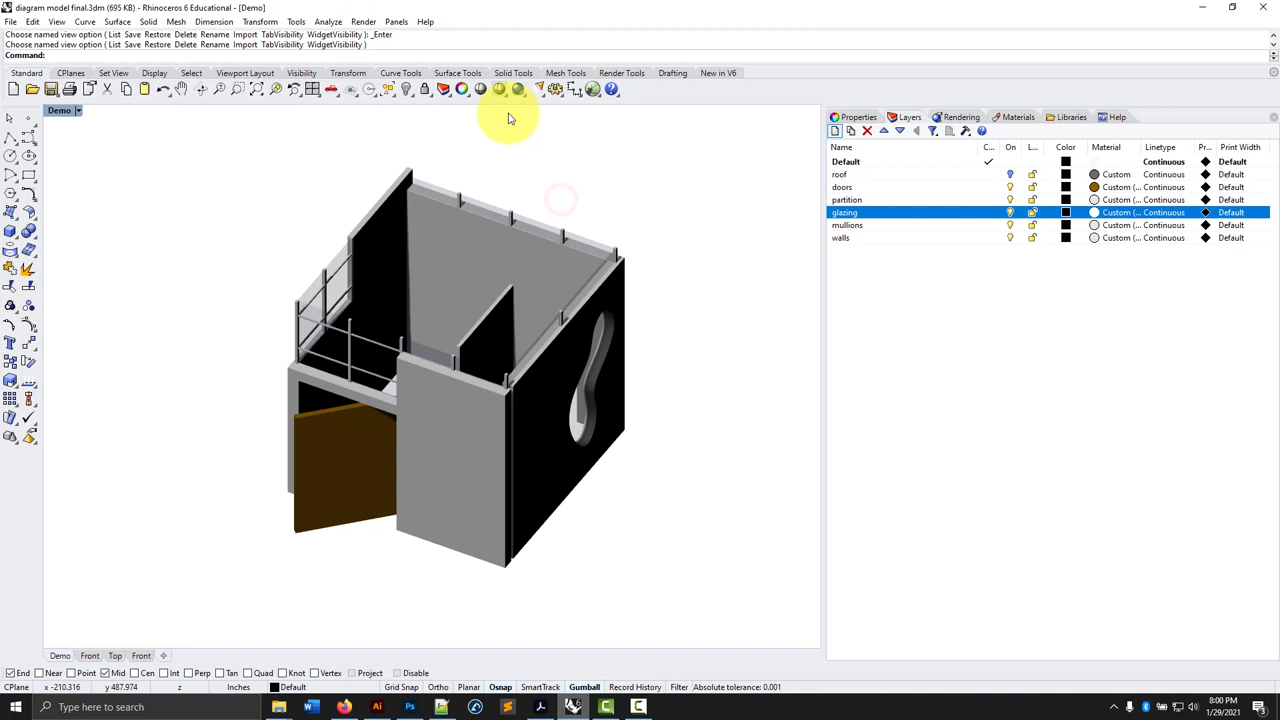 diagram model final.3dm (695 KB) - Rhinoceros 6 Educational - [Demo]
File Edit View Curve Surface Solid Mesh Dimension Transform Tools Analyze Render Panels Help
Choose named view option ( List Save Restore Delete Rename Import TabVisibility WidgetVisibility ): _Enter
Choose named view option ( List Save Restore Delete Rename Import TabVisibility WidgetVisibility )
Command:
Standard CPlanes Set View Display Select Viewport Layout Visibility Transform Curve Tools Surface Tools Solid Tools Mesh Tools Render Tools Drafting New in V6
Demo
Properties Layers Rendering Materials Libraries Help
Name C... On L... Color Material Linetype Pr... Print Width
Default Continuous Default
roof Custom Continuous Default
doors Custom (... Continuous Default
partition Custom (... Continuous Default
glazing Custom (... Continuous Default
mullions Custom (... Continuous Default
walls Custom (... Continuous Default
Demo Front Top Front
End Near Point Mid Cen Int Perp Tan Quad Knot Vertex Project Disable
CPlane x -210.316 y 487.974 z Inches Default Grid Snap Ortho Planar Osnap SmartTrack Gumball Record History Filter Absolute tolerance: 0.001
Type here to search
8:00 PM
1/29/2021